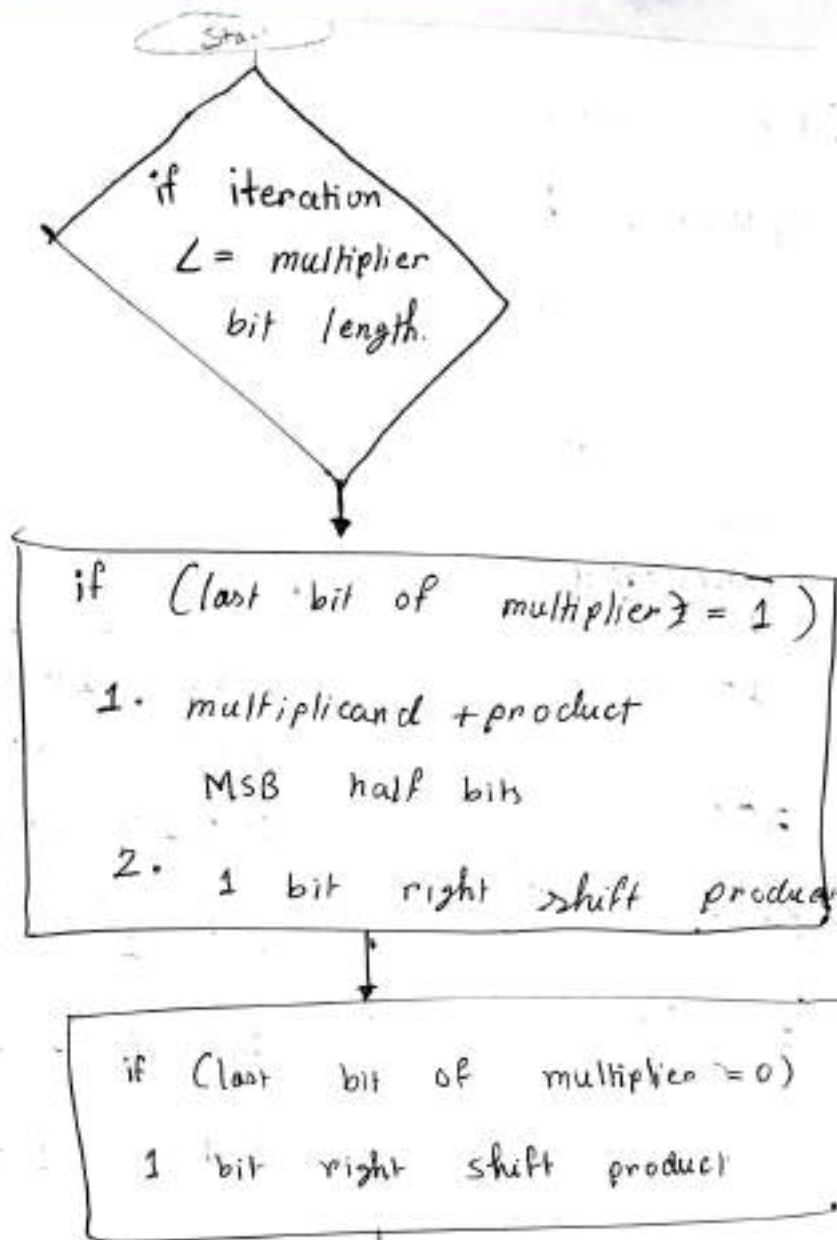 if iteration
<= multiplier
bit length.
if (last bit of multiplier = 1 )
1. multiplicand + product
MSB half bits
2. 1 bit right shift product
if (last bit of multiplier = 0)
1 bit right shift product